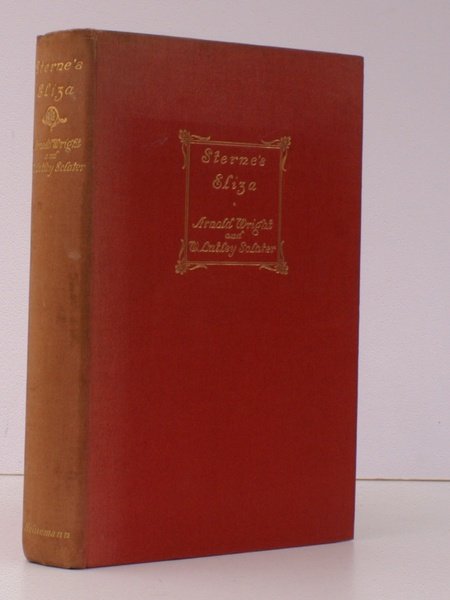 Sterne's
Eliza
Arnold Wright
and
W. Lutley Sclater
Sterne's
Eliza
Arnold Wright
and
W. Lutley Sclater
Heinemann